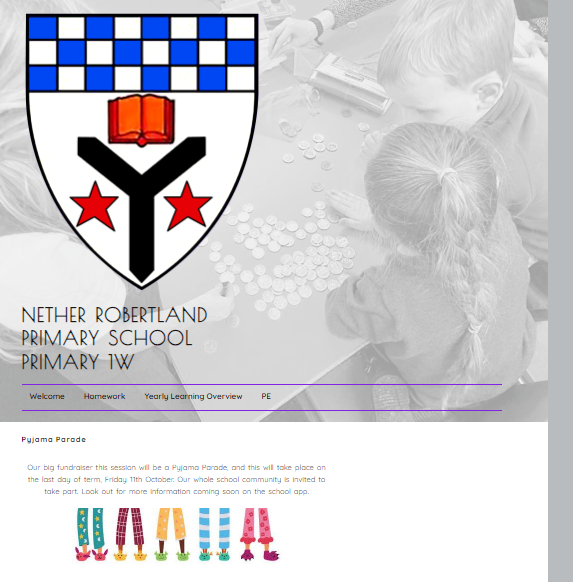 NETHER ROBERTLAND
PRIMARY SCHOOL
PRIMARY 1W
Welcome Homework Yearly Learning Overview PE
Pyjama Parade
Our big fundraiser this session will be a Pyjama Parade, and this will take place on
the last day of term, Friday 11th October. Our whole school community is invited to
take part. Look out for more information coming soon on the school app.